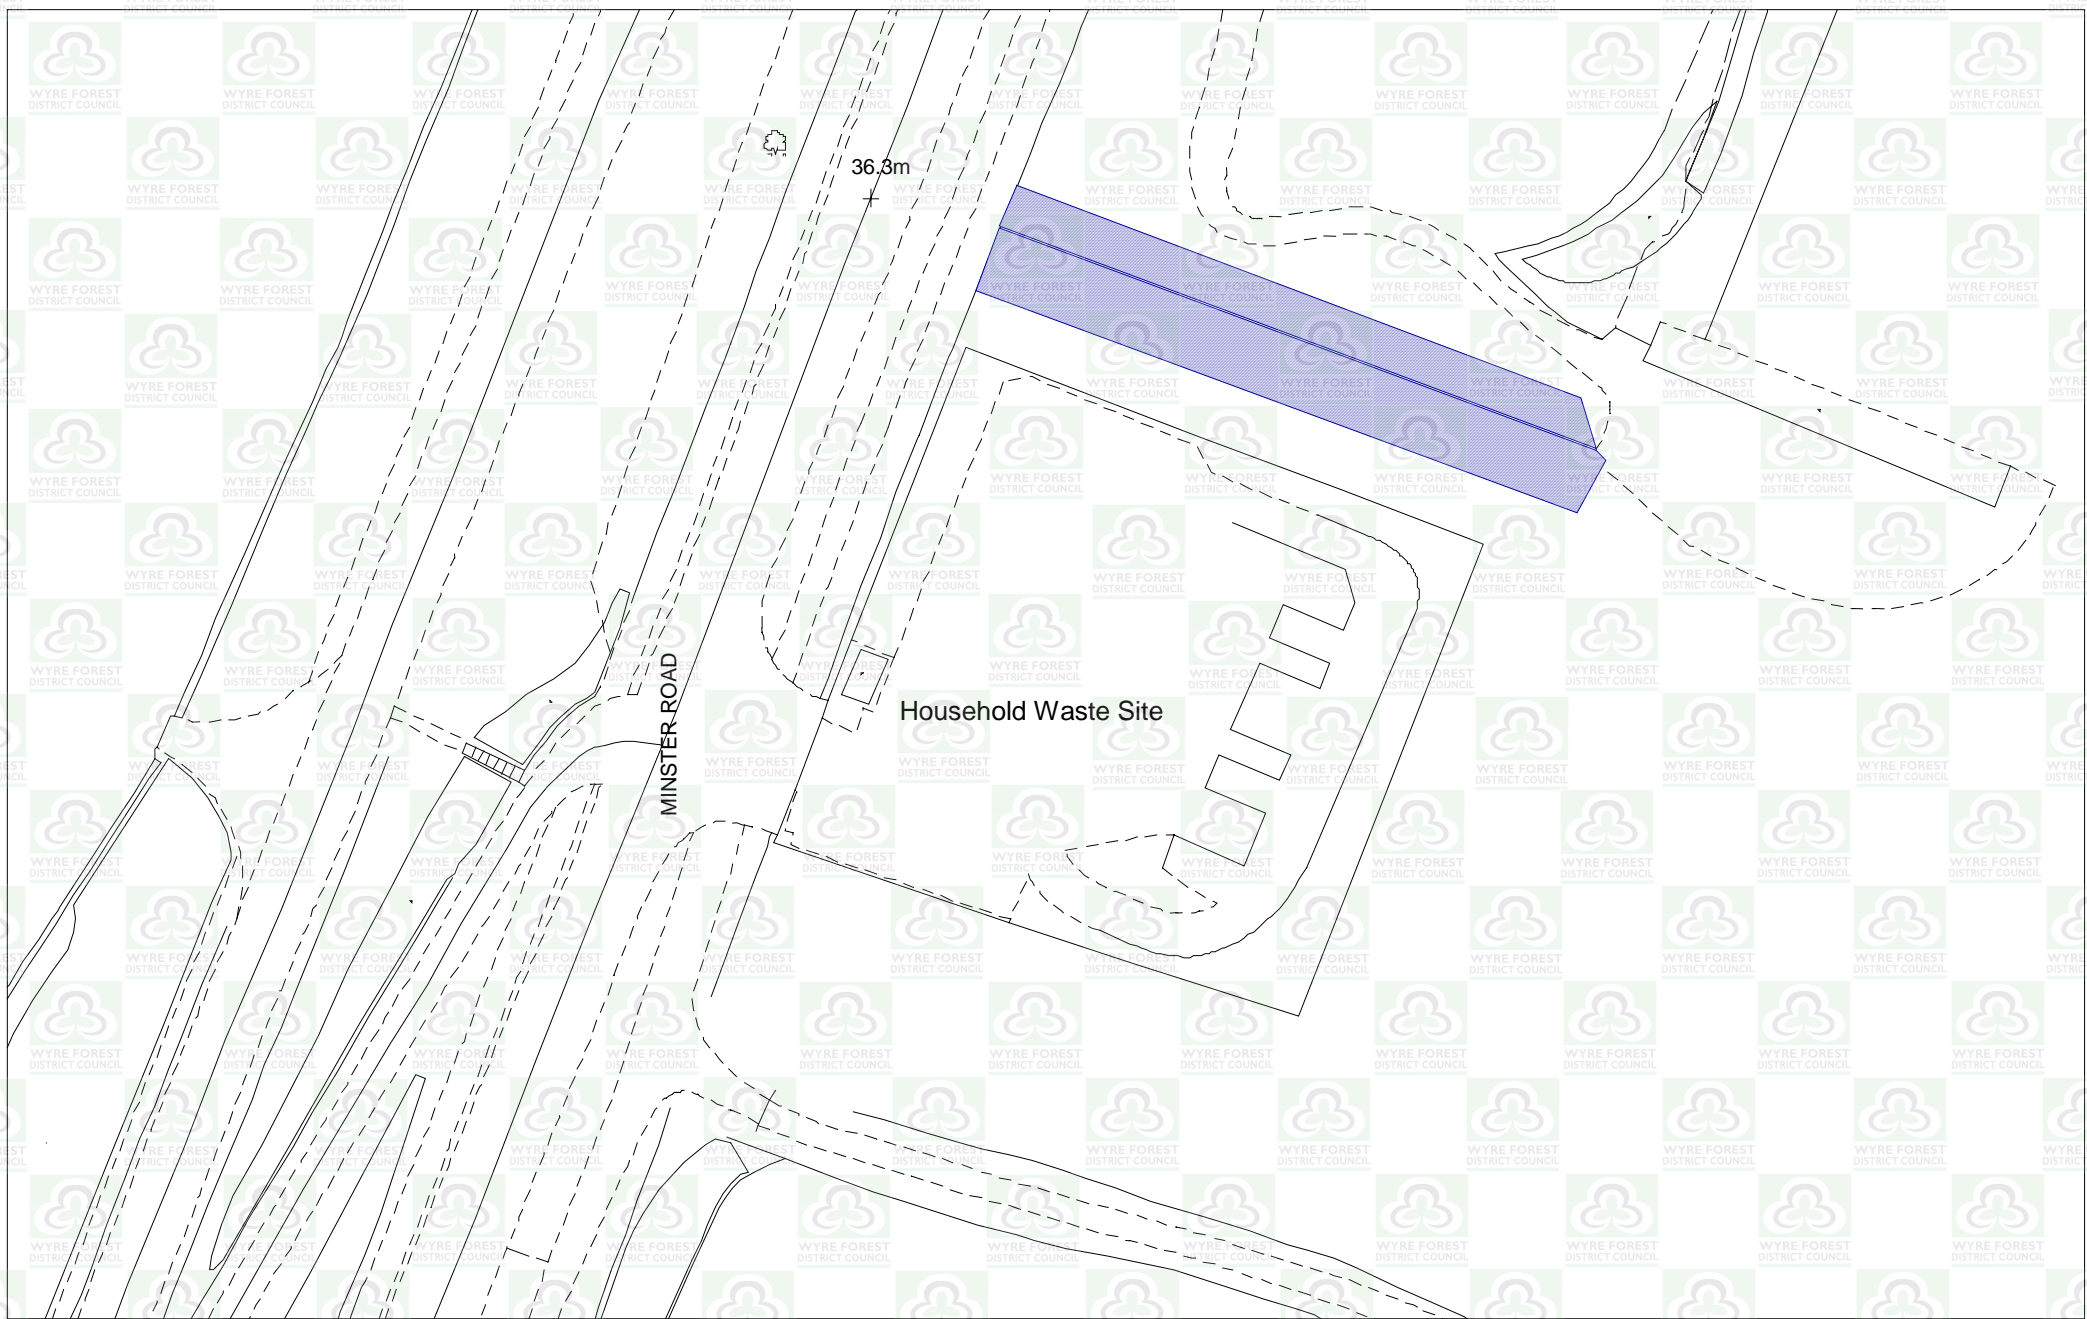 36.3m
MINSTER ROAD
Household Waste Site
WYRE FOREST
DISTRICT COUNCIL